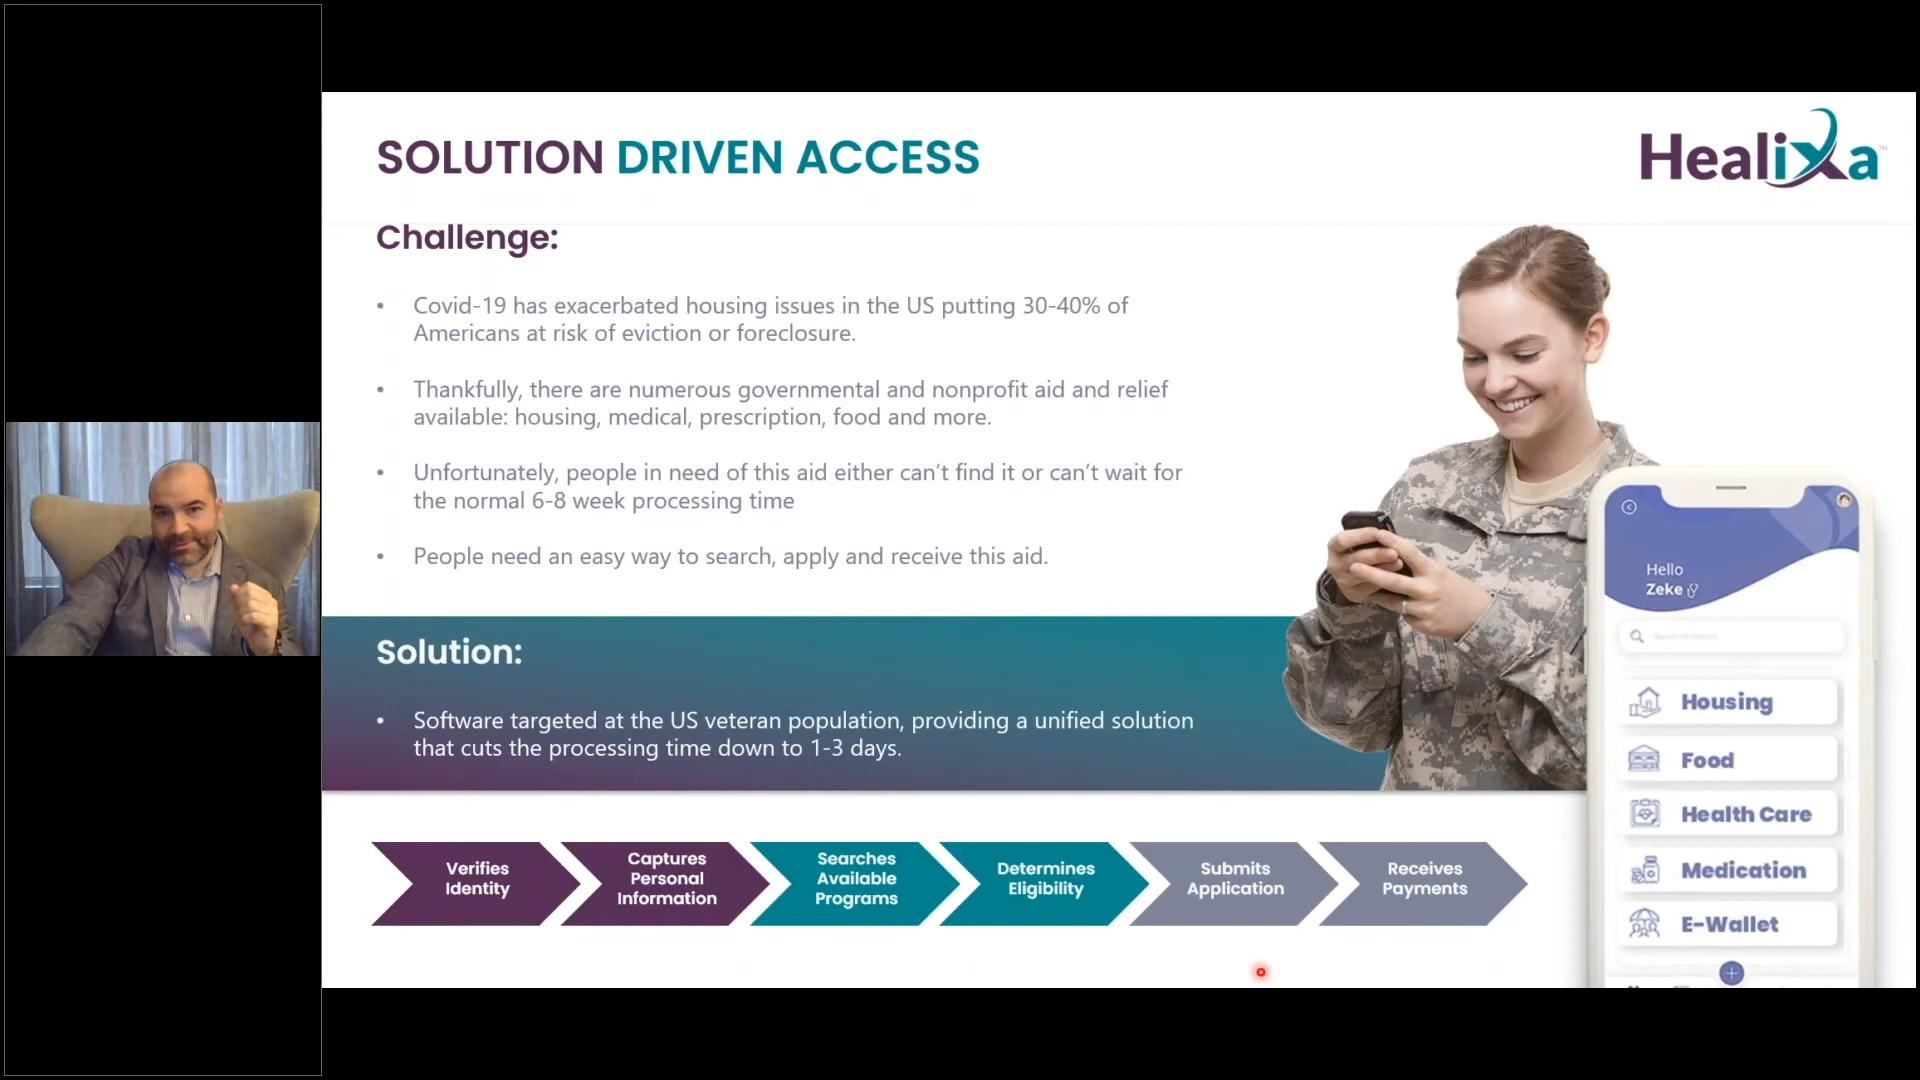 SOLUTION DRIVEN ACCESS
Healixa™
Challenge:
• Covid-19 has exacerbated housing issues in the US putting 30-40% of
Americans at risk of eviction or foreclosure.
• Thankfully, there are numerous governmental and nonprofit aid and relief
available: housing, medical, prescription, food and more.
• Unfortunately, people in need of this aid either can’t find it or can’t wait for
the normal 6-8 week processing time
• People need an easy way to search, apply and receive this aid.
Solution:
• Software targeted at the US veteran population, providing a unified solution
that cuts the processing time down to 1-3 days.
Verifies
Identity
Captures
Personal
Information
Searches
Available
Programs
Determines
Eligibility
Submits
Application
Receives
Payments
Hello
Zeke
Housing
Food
Health Care
Medication
E-Wallet